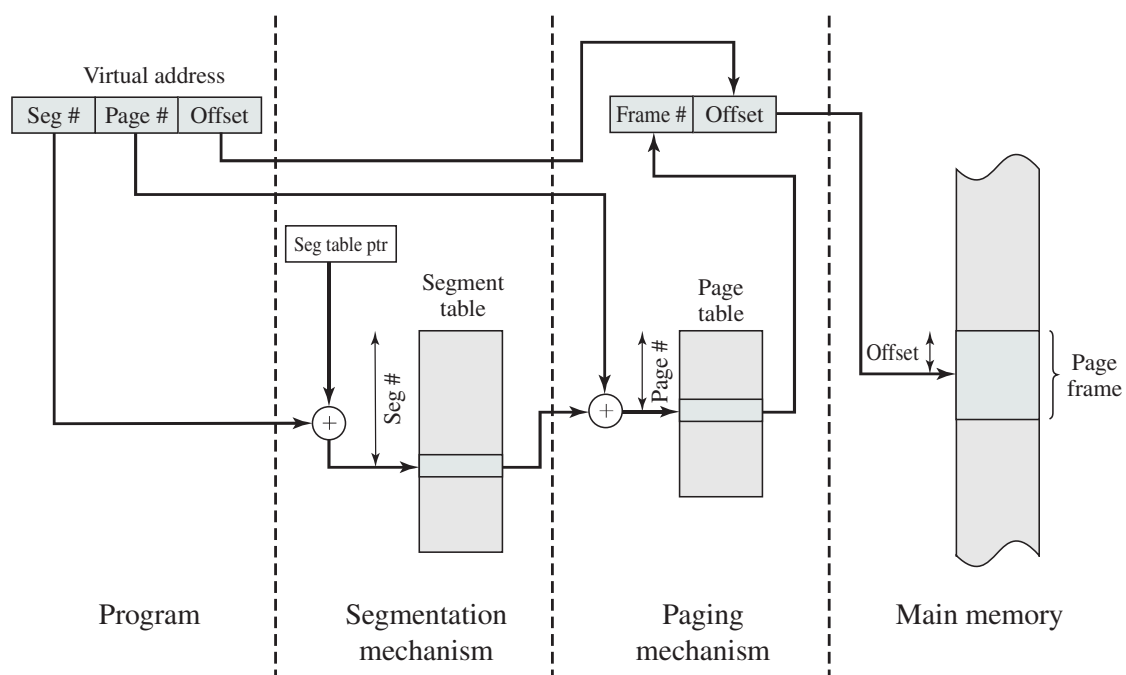 Virtual address
Seg # Page # Offset
Frame # Offset
Seg table ptr
Segment
table
Page
table
Seg #
Page #
Offset
Page
frame
+
+
Program
Segmentation
mechanism
Paging
mechanism
Main memory